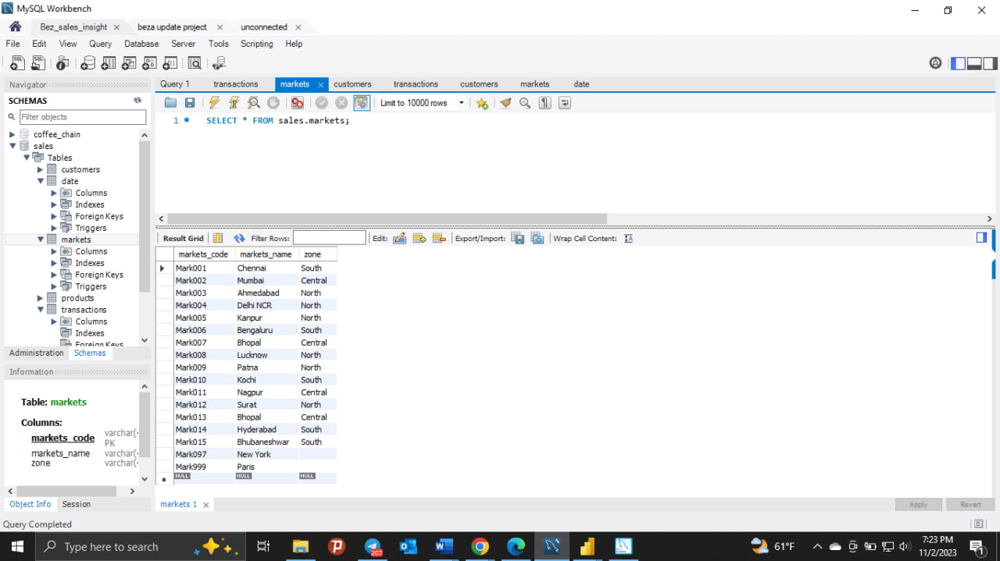 MySQL Workbench
Bez_sales_insight
beza update project
unconnected
File Edit View Query Database Server Tools Scripting Help
Navigator
SCHEMAS
Filter objects
coffee_chain
sales
Tables
customers
date
Columns
Indexes
Foreign Keys
Triggers
markets
Columns
Indexes
Foreign Keys
Triggers
products
transactions
Columns
Indexes
Foreign Keys
Administration Schemas
Information
Table: markets
Columns:
markets_code varchar(4
PK
markets_name varchar(4
zone varchar(4
Object Info Session
Query 1 transactions markets customers transactions customers markets date
Limit to 10000 rows
1 SELECT * FROM sales.markets;
Result Grid Filter Rows: Edit: Export/Import: Wrap Cell Content:
markets_code markets_name zone
Mark001 Chennai South
Mark002 Mumbai Central
Mark003 Ahmedabad North
Mark004 Delhi NCR North
Mark005 Kanpur North
Mark006 Bengaluru South
Mark007 Bhopal Central
Mark008 Lucknow North
Mark009 Patna North
Mark010 Kochi South
Mark011 Nagpur Central
Mark012 Surat North
Mark013 Bhopal Central
Mark014 Hyderabad South
Mark015 Bhubaneshwar South
Mark097 New York
Mark999 Paris
NULL NULL NULL
markets 1
Apply Revert
Query Completed
Type here to search
207
61°F
7:23 PM
11/2/2023
1